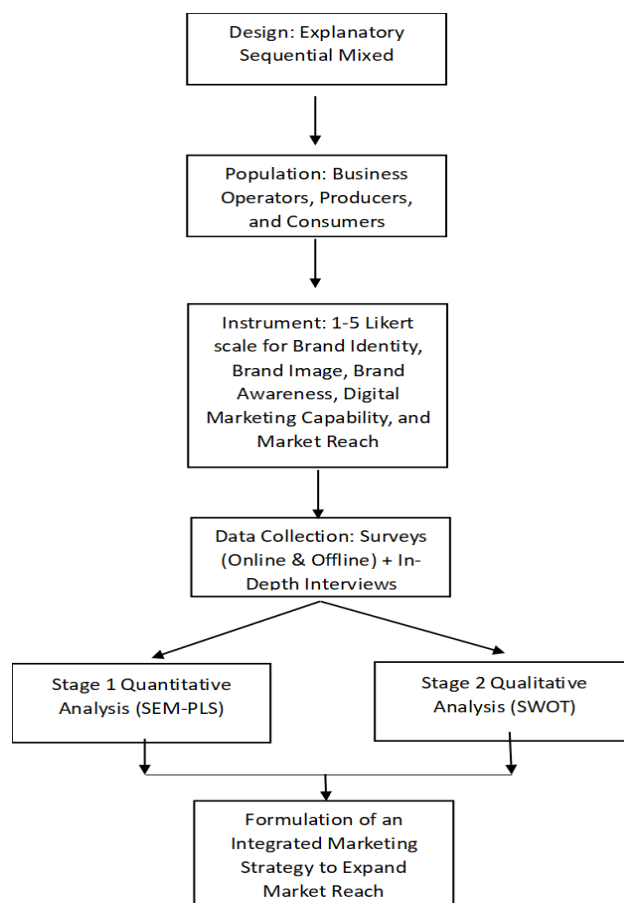 Design: Explanatory
Sequential Mixed
Population: Business
Operators, Producers,
and Consumers
Instrument: 1-5 Likert
scale for Brand Identity,
Brand Image, Brand
Awareness, Digital
Marketing Capability, and
Market Reach
Data Collection: Surveys
(Online & Offline) + In-
Depth Interviews
Stage 1 Quantitative
Analysis (SEM-PLS)
Stage 2 Qualitative
Analysis (SWOT)
Formulation of an
Integrated Marketing
Strategy to Expand
Market Reach